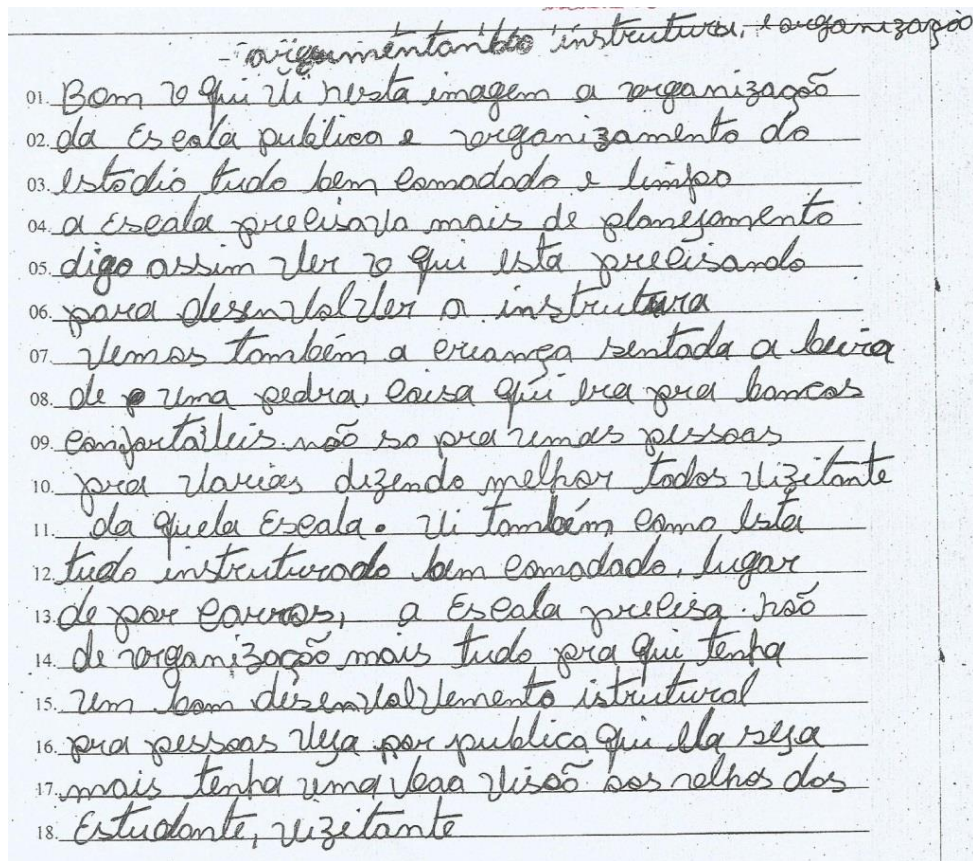 - argumentanldo instrutura, e organização
01. Bom o qui vi nesta imagem a organização
02. da Escola publica e organizamento do
03. estádio tudo bem comodado e limpo
04. a Escola precisava mais de planejamento
05. digo assim ver o qui esta precisando
06. para desenvolver a instrutura
07. vemos também a criança sentada a beira
08. de uma pedra, coisa qui era pra bancos
09. confortalveis não so pra umas pessoas
10. pra varias dizendo melhor todos vizitante
11. da quela Escola. vi também como esta
12. tudo instruturado bem comodado, lugar
13. de por carros, a Escola precisa. não
14. de organização mais tudo pra qui tenha
15. um bom desenvolvemento istrutural
16. pra pessoas veja por publica qui ela seja
17. mais tenha uma boa visão aos olhos dos
18. Estudante, vizitante